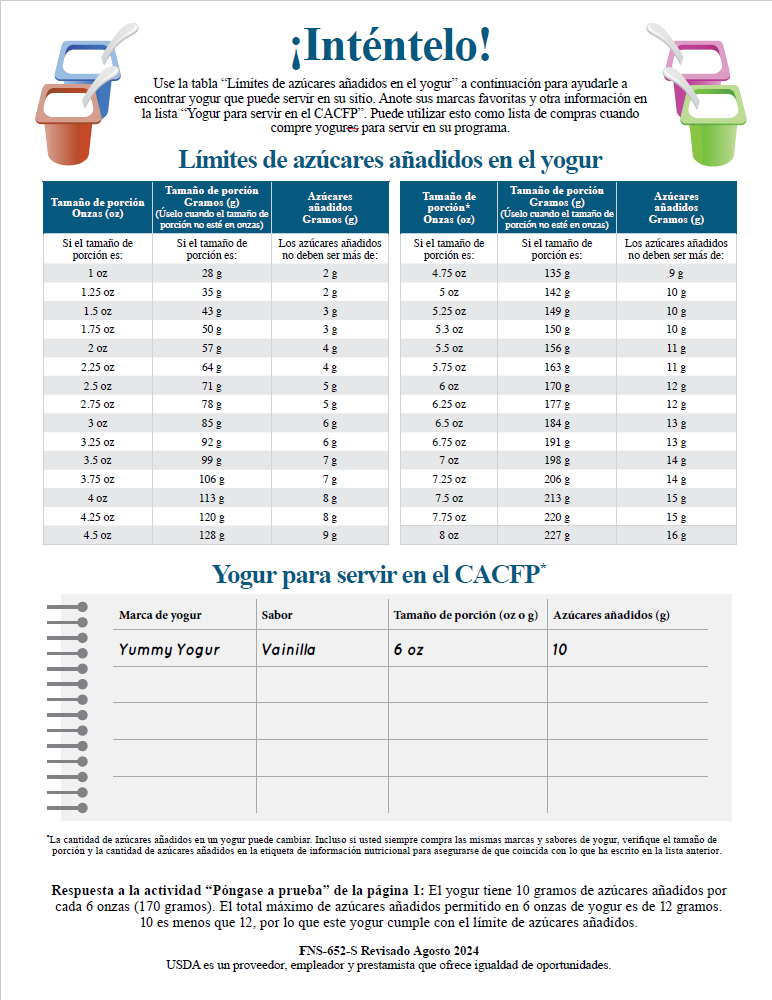 ¡Inténtelo!
Use la tabla “Límites de azúcares añadidos en el yogur” a continuación para ayudarle a
encontrar yogur que puede servir en su sitio. Anote sus marcas favoritas y otra información en
la lista “Yogur para servir en el CACFP”. Puede utilizar esto como lista de compras cuando
compre yogures para servir en su programa.
Límites de azúcares añadidos en el yogur
Tamaño de porción
Onzas (oz)
Tamaño de porción
Gramos (g)
(Úselo cuando el tamaño de
porción no esté en onzas)
Azúcares
añadidos
Gramos (g)
Si el tamaño de
porción es:
Si el tamaño de
porción es:
Los azúcares añadidos
no deben ser más de:
1 oz 28 g 2 g
1.25 oz 35 g 2 g
1.5 oz 43 g 3 g
1.75 oz 50 g 3 g
2 oz 57 g 4 g
2.25 oz 64 g 4 g
2.5 oz 71 g 5 g
2.75 oz 78 g 5 g
3 oz 85 g 6 g
3.25 oz 92 g 6 g
3.5 oz 99 g 7 g
3.75 oz 106 g 7 g
4 oz 113 g 8 g
4.25 oz 120 g 8 g
4.5 oz 128 g 9 g
Tamaño de
porción*
Onzas (oz)
Tamaño de porción
Gramos (g)
(Úselo cuando el tamaño de
porción no esté en onzas)
Azúcares
añadidos
Gramos (g)
Si el tamaño de
porción es:
Si el tamaño de
porción es:
Los azúcares añadidos
no deben ser más de:
4.75 oz 135 g 9 g
5 oz 142 g 10 g
5.25 oz 149 g 10 g
5.3 oz 150 g 10 g
5.5 oz 156 g 11 g
5.75 oz 163 g 11 g
6 oz 170 g 12 g
6.25 oz 177 g 12 g
6.5 oz 184 g 13 g
6.75 oz 191 g 13 g
7 oz 198 g 14 g
7.25 oz 206 g 14 g
7.5 oz 213 g 15 g
7.75 oz 220 g 15 g
8 oz 227 g 16 g
Yogur para servir en el CACFP*
Marca de yogur Sabor Tamaño de porción (oz o g) Azúcares añadidos (g)
Yummy Yogur Vainilla 6 oz 10
*La cantidad de azúcares añadidos en un yogur puede cambiar. Incluso si usted siempre compra las mismas marcas y sabores de yogur, verifique el tamaño de
porción y la cantidad de azúcares añadidos en la etiqueta de información nutricional para asegurarse de que coincida con lo que ha escrito en la lista anterior.
Respuesta a la actividad “Póngase a prueba” de la página 1: El yogur tiene 10 gramos de azúcares añadidos por
cada 6 onzas (170 gramos). El total máximo de azúcares añadidos permitido en 6 onzas de yogur es de 12 gramos.
10 es menos que 12, por lo que este yogur cumple con el límite de azúcares añadidos.
FNS-652-S Revisado Agosto 2024
USDA es un proveedor, empleador y prestamista que ofrece igualdad de oportunidades.